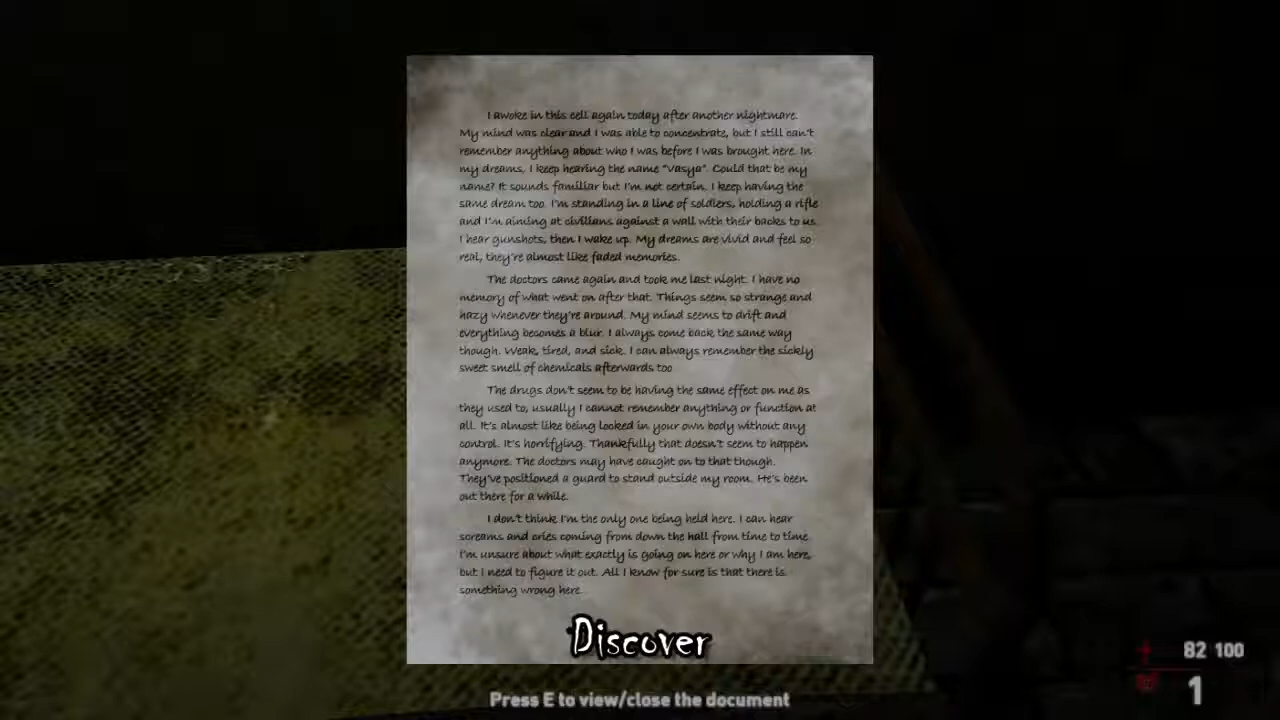 I awoke in this cell again today after another nightmare.
My mind was clear and I was able to concentrate, but I still can't
remember anything about who I was before I was brought here. In
my dreams, I keep hearing the name "Vasya". Could that be my
name? It sounds familiar but I'm not certain. I keep having the
same dream too. I'm standing in a line of soldiers, holding a rifle
and I'm aiming at civilians against a wall with their backs to us.
I hear gunshots, then I wake up. My dreams are vivid and feel so
real, they're almost like faded memories.
The doctors came again and took me last night. I have no
memory of what went on after that. Things seem so strange and
hazy whenever they're around. My mind seems to drift and
everything becomes a blur. I always come back the same way
though. Weak, tired, and sick. I can always remember the sickly
sweet smell of chemicals afterwards too
The drugs don't seem to be having the same effect on me as
they used to, usually I cannot remember anything or function at
all. It's almost like being locked in your own body without any
control. It's horrifying. Thankfully that doesn't seem to happen
anymore. The doctors may have caught on to that though.
They've positioned a guard to stand outside my room. He's been
out there for a while.
I don't think I'm the only one being held here. I can hear
screams and cries coming from down the hall from time to time.
I'm unsure about what exactly is going on here or why I am here,
but I need to figure it out. All I know for sure is that there is
something wrong here.
Discover
Press E to view/close the document
82 100
1